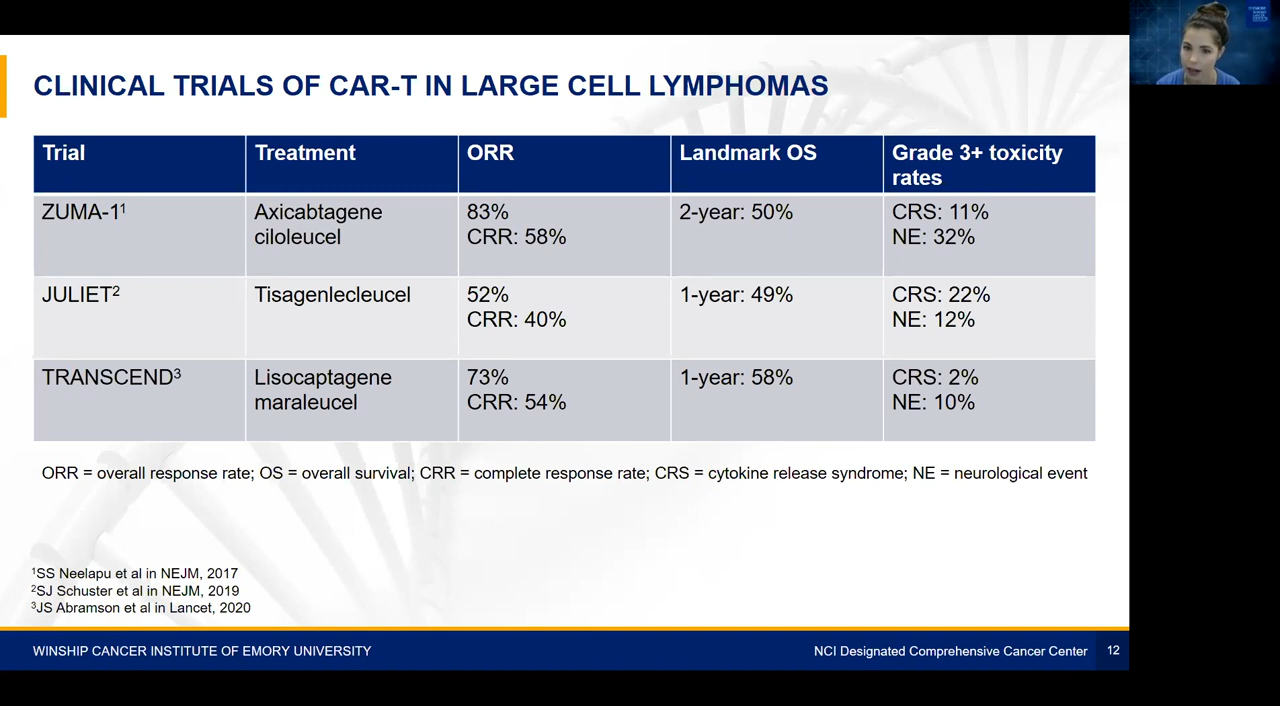 CLINICAL TRIALS OF CAR-T IN LARGE CELL LYMPHOMAS
Trial Treatment ORR Landmark OS Grade 3+ toxicity
rates
ZUMA-1¹ Axicabtagene 83% 2-year: 50% CRS: 11%
ciloleucel CRR: 58% NE: 32%
JULIET² Tisagenlecleucel 52% 1-year: 49% CRS: 22%
CRR: 40% NE: 12%
TRANSCEND³ Lisocaptagene 73% 1-year: 58% CRS: 2%
maraleucel CRR: 54% NE: 10%
ORR = overall response rate; OS = overall survival; CRR = complete response rate; CRS = cytokine release syndrome; NE = neurological event
¹SS Neelapu et al in NEJM, 2017
²SJ Schuster et al in NEJM, 2019
³JS Abramson et al in Lancet, 2020
WINSHIP CANCER INSTITUTE OF EMORY UNIVERSITY NCI Designated Comprehensive Cancer Center 12